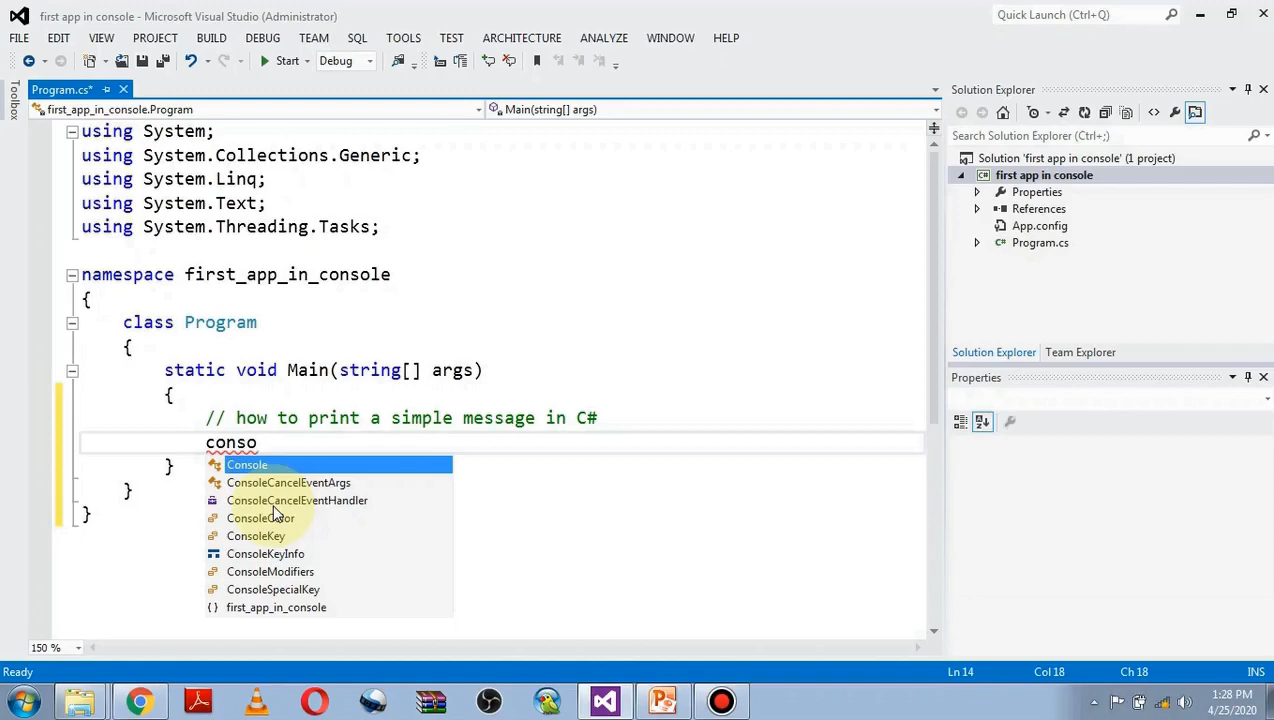 first app in console - Microsoft Visual Studio (Administrator)
Quick Launch (Ctrl+Q)
FILE EDIT VIEW PROJECT BUILD DEBUG TEAM SQL TOOLS TEST ARCHITECTURE ANALYZE WINDOW HELP
Start Debug
Toolbox
Program.cs*
first_app_in_console.Program
Main(string[] args)
using System;
using System.Collections.Generic;
using System.Linq;
using System.Text;
using System.Threading.Tasks;
namespace first_app_in_console
{
class Program
{
static void Main(string[] args)
{
// how to print a simple message in C#
conso
}
}
}
Console
ConsoleCancelEventArgs
ConsoleCancelEventHandler
ConsoleColor
ConsoleKey
ConsoleKeyInfo
ConsoleModifiers
ConsoleSpecialKey
{ } first_app_in_console
150 %
Solution Explorer
Search Solution Explorer (Ctrl+;)
Solution 'first app in console' (1 project)
C# first app in console
Properties
References
App.config
C# Program.cs
Solution Explorer Team Explorer
Properties
Ready
Ln 14 Col 18 Ch 18 INS
1:28 PM
4/25/2020